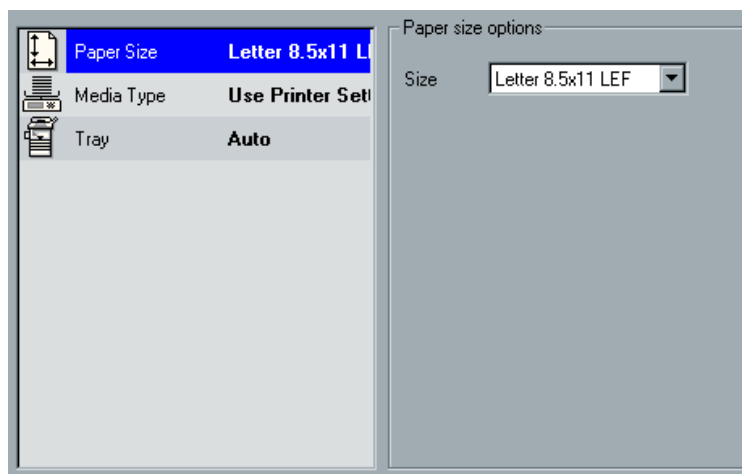 Paper Size Letter 8.5x11 L
Media Type Use Printer Set
Tray Auto
Paper size options
Size Letter 8.5x11 LEF